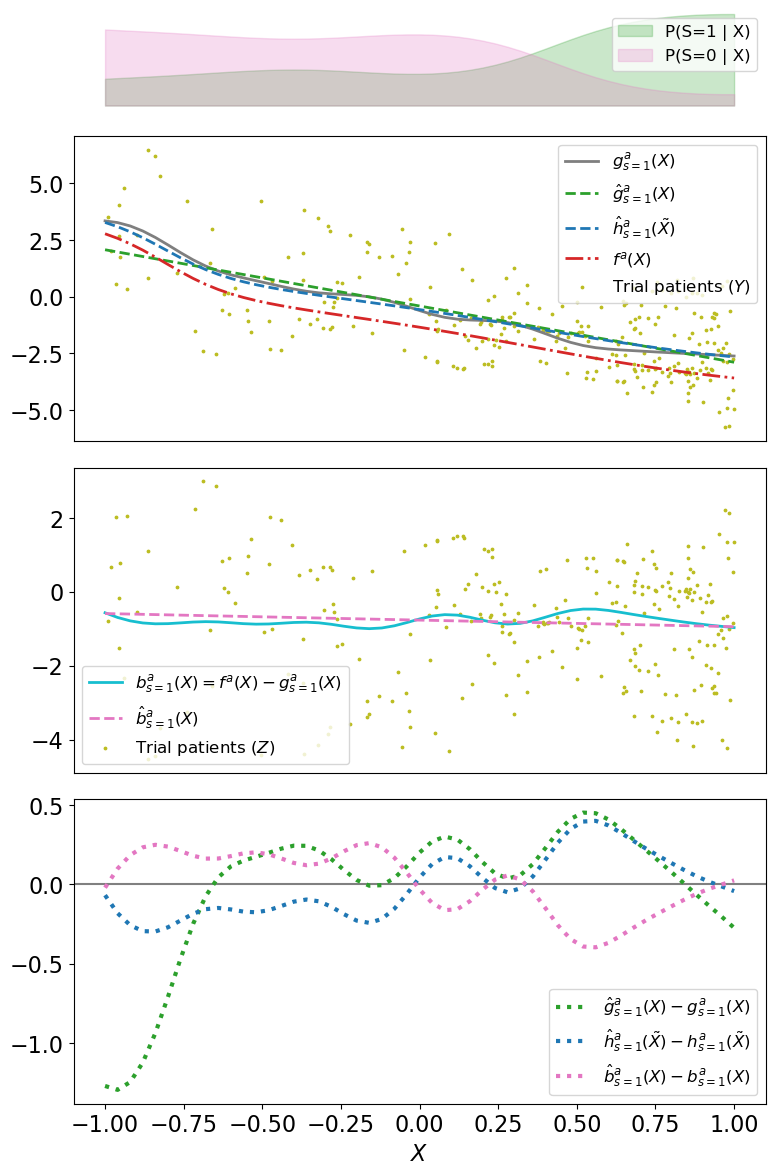 P(S=1 | X)
P(S=0 | X)
5.0
2.5
0.0
−2.5
−5.0
g^a_{s=1}(X)
ĝ^a_{s=1}(X)
ĥ^a_{s=1}(X̃)
f^a(X)
Trial patients (Y)
2
0
−2
−4
b^a_{s=1}(X) = f^a(X) − g^a_{s=1}(X)
b̂^a_{s=1}(X)
Trial patients (Z)
0.5
0.0
−0.5
−1.0
ĝ^a_{s=1}(X) − g^a_{s=1}(X)
ĥ^a_{s=1}(X̃) − h^a_{s=1}(X̃)
b̂^a_{s=1}(X) − b^a_{s=1}(X)
−1.00 −0.75 −0.50 −0.25 0.00 0.25 0.50 0.75 1.00
X